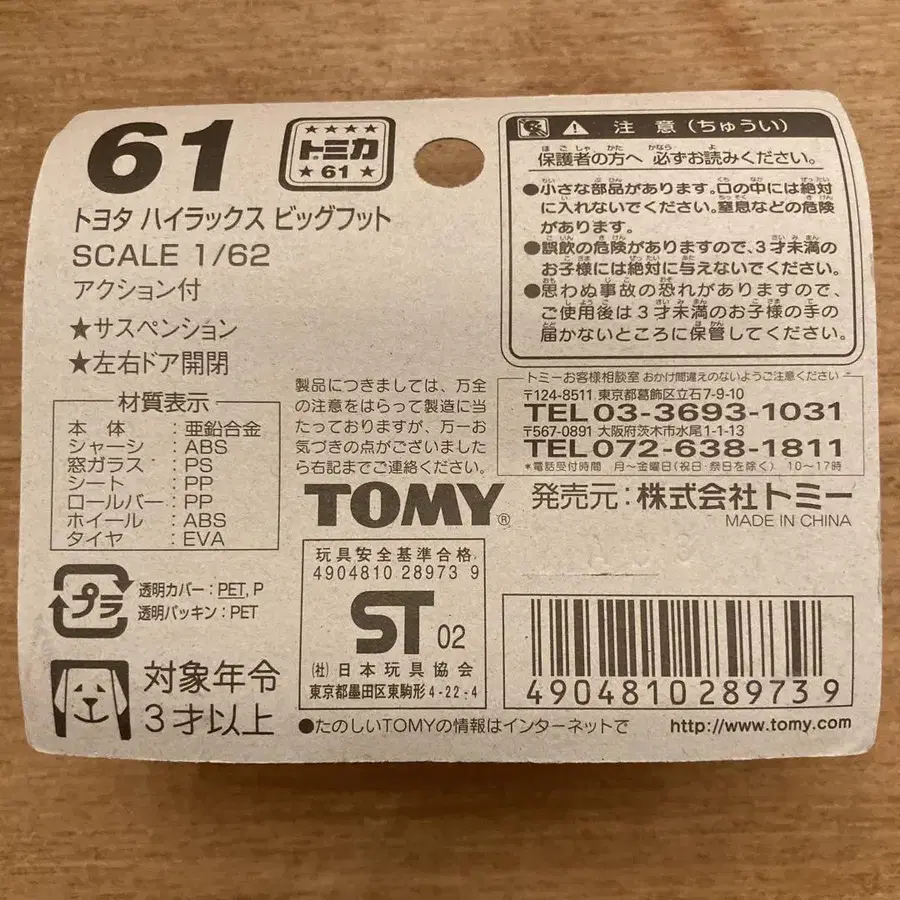 61
★★★★
トミカ
★61★
トヨタ ハイラックス ビッグフット
SCALE 1/62
アクション付
★サスペンション
★左右ドア開閉
材質表示
本体:亜鉛合金
シャーシ:ABS
窓ガラス:PS
シート:PP
ロールバー:PP
ホイール:ABS
タイヤ:EVA
プラ
透明カバー:PET, P
透明パッキン:PET
対象年令
3才以上
注意(ちゅうい)
保護者の方へ 必ずお読みください。
●小さな部品があります。口の中には絶対
に入れないでください。窒息などの危険
があります。
●誤飲の危険がありますので、3才未満の
お子様には絶対に与えないでください。
●思わぬ事故の恐れがありますので、
ご使用後は3才未満のお子様の手の
届かないところに保管してください。
製品につきましては、万全
の注意をはらって製造に当
たっておりますが、万一お
気づきの点がございました
ら右記までご連絡ください。
トミーお客様相談室 おかけ間違えのないようご注意ください
〒124-8511 東京都葛飾区立石7-9-10
TEL03-3693-1031
〒567-0891 大阪府茨木市水尾1-1-13
TEL072-638-1811
*電話受付時間 月~金曜日(祝日・祭日を除く) 10~17時
TOMY®
発売元:株式会社トミー
MADE IN CHINA
玩具安全基準合格
4904810 28973 9
ST 02
(社)日本玩具協会
東京都墨田区東駒形4-22-4
4904810289739
●たのしいTOMYの情報はインターネットで http://www.tomy.com